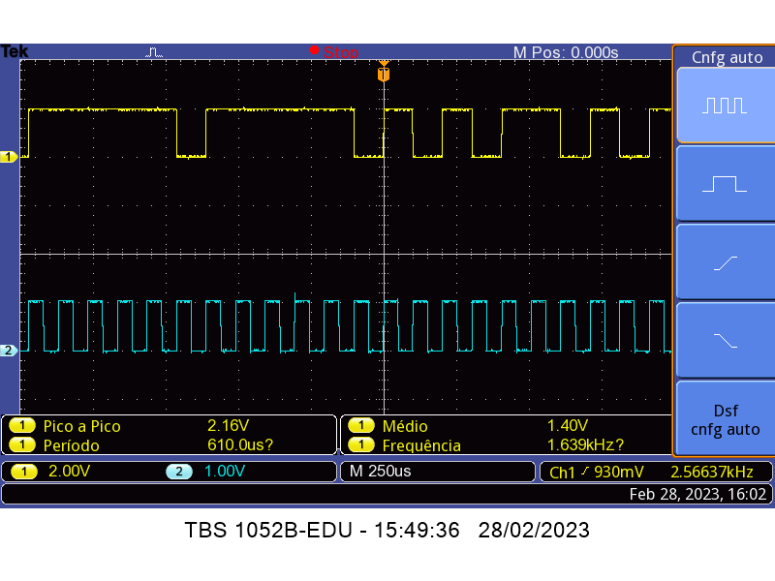 Tek Stop M Pos: 0.000s
Cnfg auto
T
1
2
Dsf
cnfg auto
1 Pico a Pico 2.16V 1 Médio 1.40V
1 Período 610.0us? 1 Frequência 1.639kHz?
1 2.00V 2 1.00V M 250us Ch1 930mV 2.56637kHz
Feb 28, 2023, 16:02
TBS 1052B-EDU - 15:49:36 28/02/2023